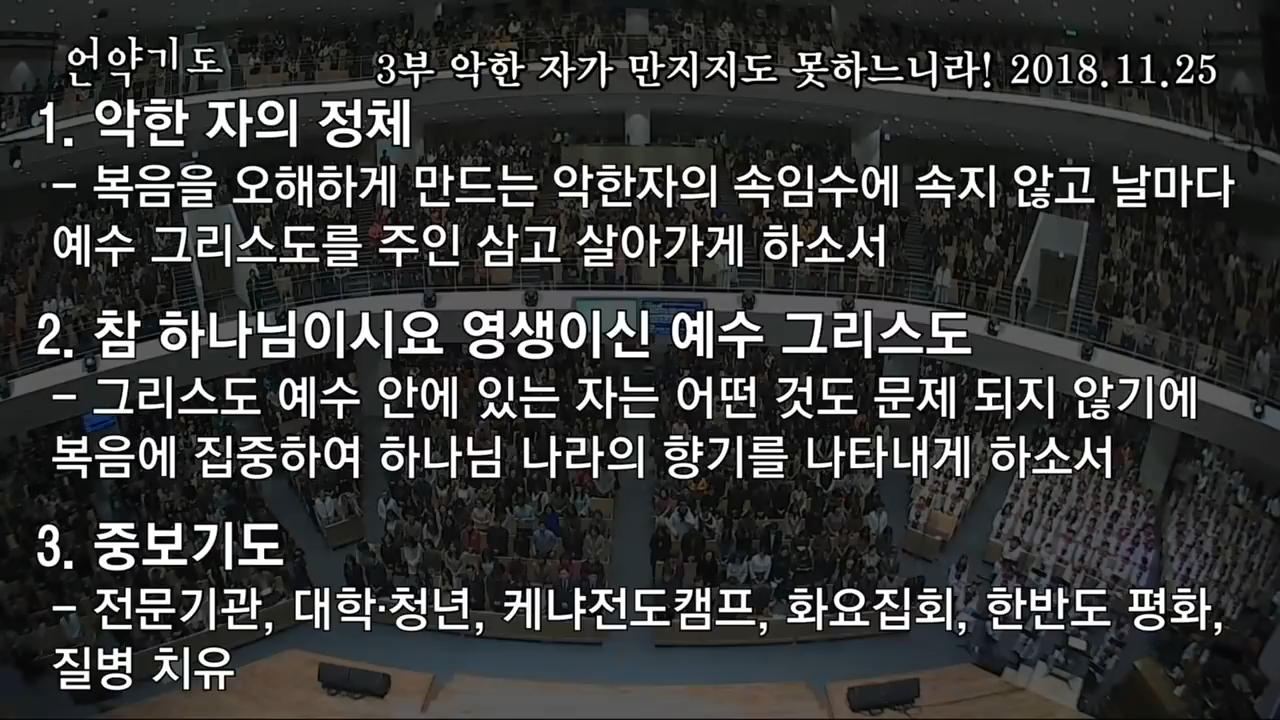 언약기도
3부 악한 자가 만지지도 못하느니라! 2018.11.25
1. 악한 자의 정체
- 복음을 오해하게 만드는 악한자의 속임수에 속지 않고 날마다
예수 그리스도를 주인 삼고 살아가게 하소서
2. 참 하나님이시요 영생이신 예수 그리스도
- 그리스도 예수 안에 있는 자는 어떤 것도 문제 되지 않기에
복음에 집중하여 하나님 나라의 향기를 나타내게 하소서
3. 중보기도
- 전문기관, 대학·청년, 케냐전도캠프, 화요집회, 한반도 평화,
질병 치유